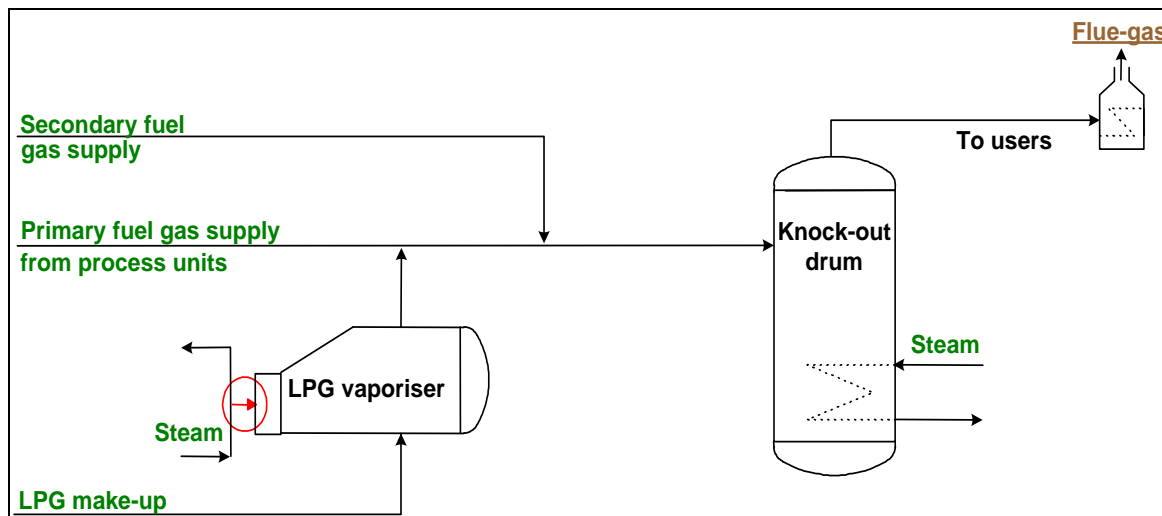 Flue-gas
Secondary fuel
gas supply
To users
Primary fuel gas supply
from process units
Knock-out
drum
Steam
LPG vaporiser
Steam
LPG make-up